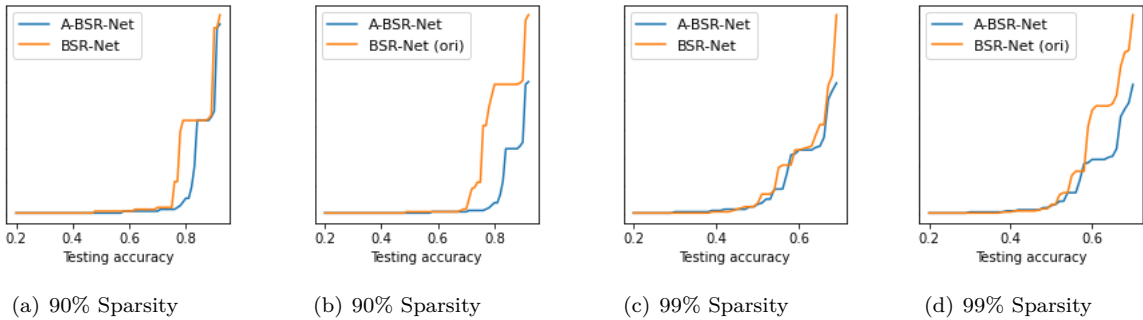 A-BSR-Net
BSR-Net
0.2 0.4 0.6 0.8
Testing accuracy
(a) 90% Sparsity
A-BSR-Net
BSR-Net (ori)
0.2 0.4 0.6 0.8
Testing accuracy
(b) 90% Sparsity
A-BSR-Net
BSR-Net
0.2 0.4 0.6
Testing accuracy
(c) 99% Sparsity
A-BSR-Net
BSR-Net (ori)
0.2 0.4 0.6
Testing accuracy
(d) 99% Sparsity